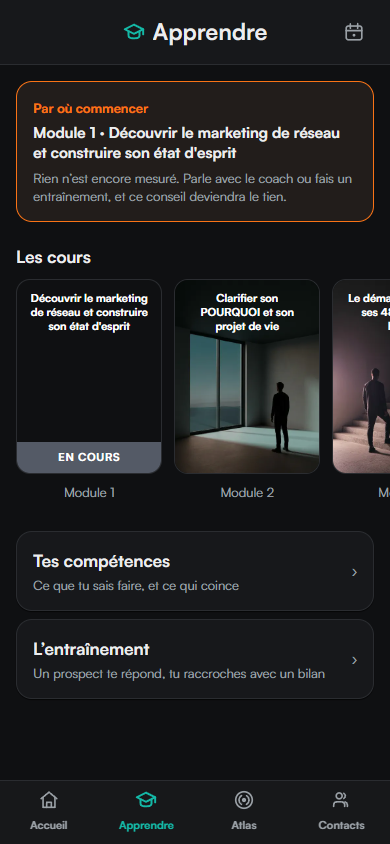 Apprendre
Par où commencer
Module 1 · Découvrir le marketing de réseau
et construire son état d'esprit
Rien n'est encore mesuré. Parle avec le coach ou fais un
entraînement, et ce conseil deviendra le tien.
Les cours
Découvrir le marketing
de réseau et construire
son état d'esprit
EN COURS
Module 1
Clarifier son
POURQUOI et son
projet de vie
Module 2
Tes compétences
Ce que tu sais faire, et ce qui coince
L'entraînement
Un prospect te répond, tu raccroches avec un bilan
Accueil
Apprendre
Atlas
Contacts